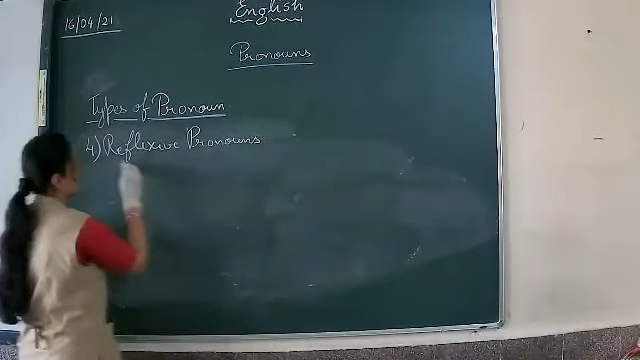 16/04/21
English
Pronouns
Types of Pronoun
4) Reflexive Pronouns